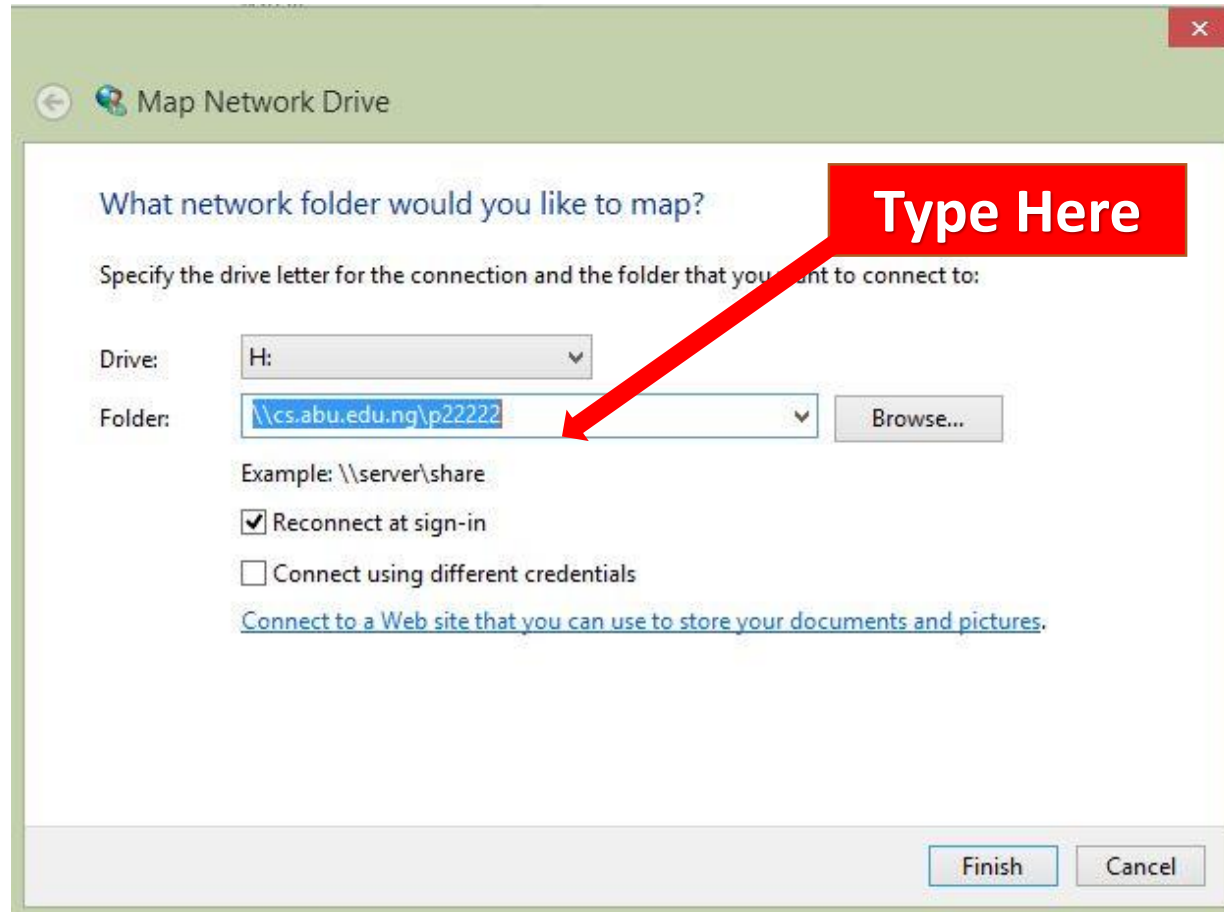 Map Network Drive
What network folder would you like to map?
Type Here
Specify the drive letter for the connection and the folder that you to connect to:
Drive: H:
Folder: \\cs.abu.edu.ng\p22222 Browse...
Example: \\server\share
Reconnect at sign-in
Connect using different credentials
Connect to a Web site that you can use to store your documents and pictures.
Finish Cancel